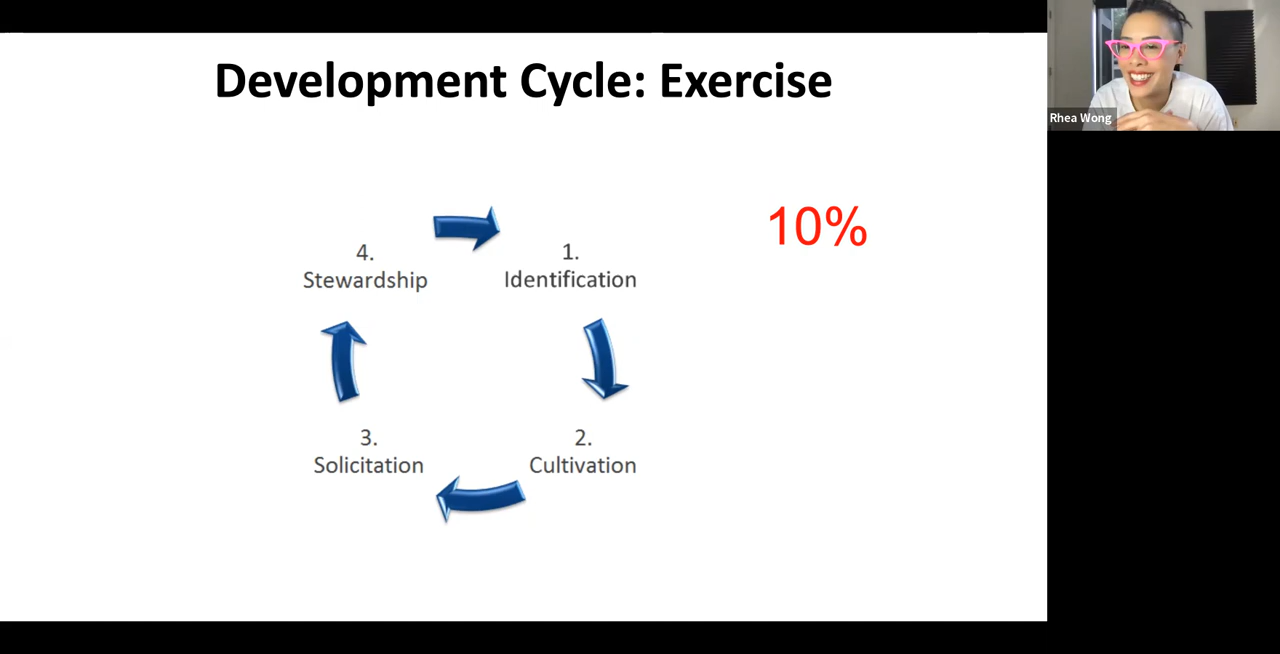 Development Cycle: Exercise
Rhea Wong
10%
4.
Stewardship
1.
Identification
3.
Solicitation
2.
Cultivation